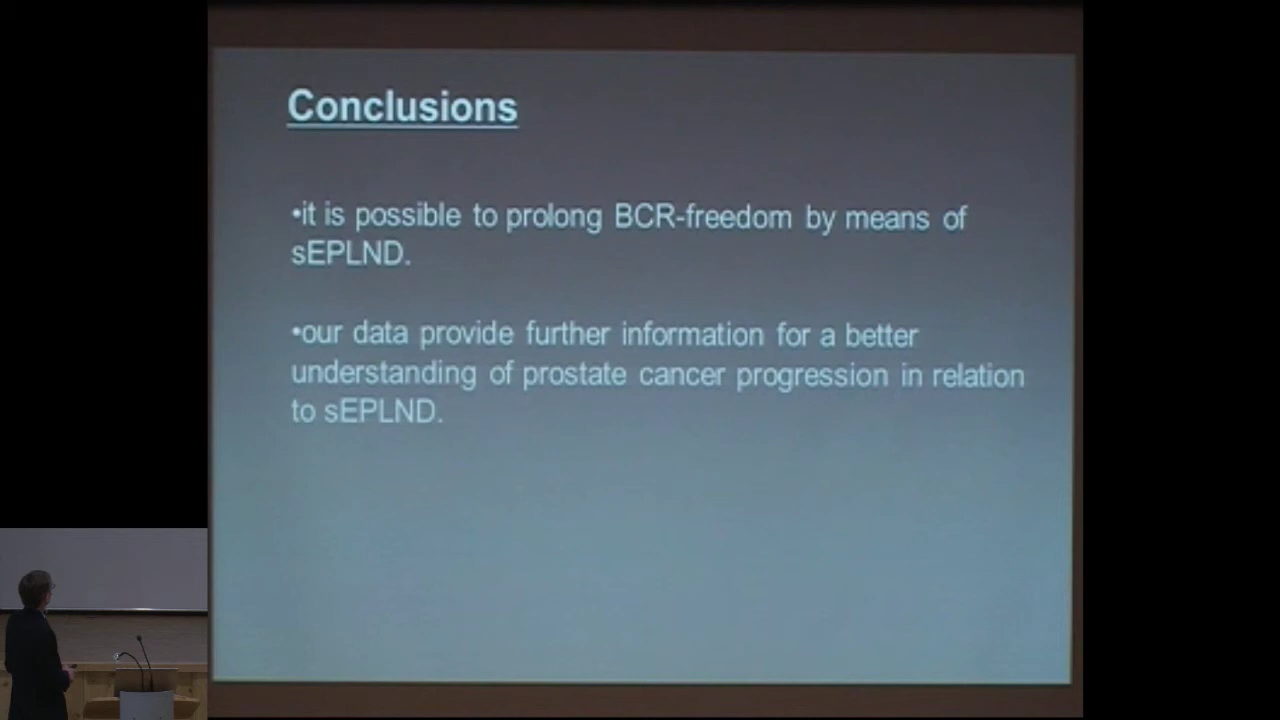 Conclusions
•it is possible to prolong BCR-freedom by means of
sEPLND.
•our data provide further information for a better
understanding of prostate cancer progression in relation
to sEPLND.